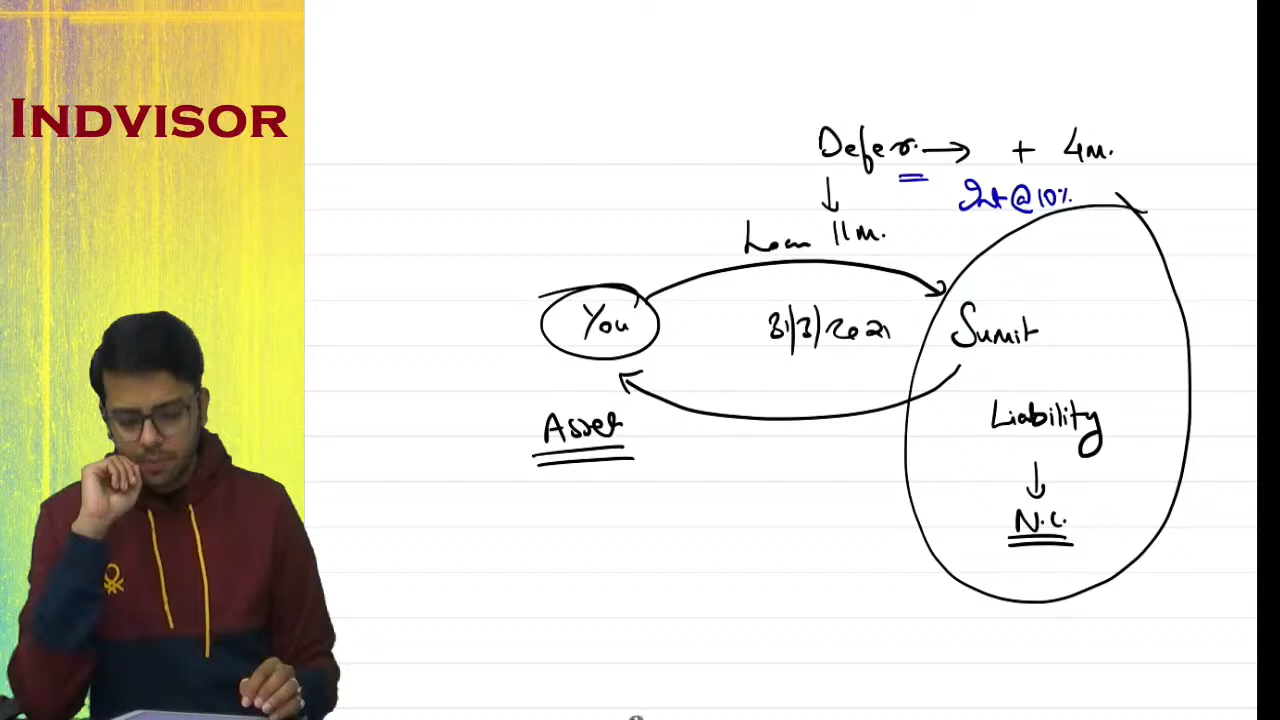 INDVISOR
Defer. → + 4m.
Int @ 10%
Loan 11m.
You
31/3/2021
Sumit
Asset
Liability
N.C.